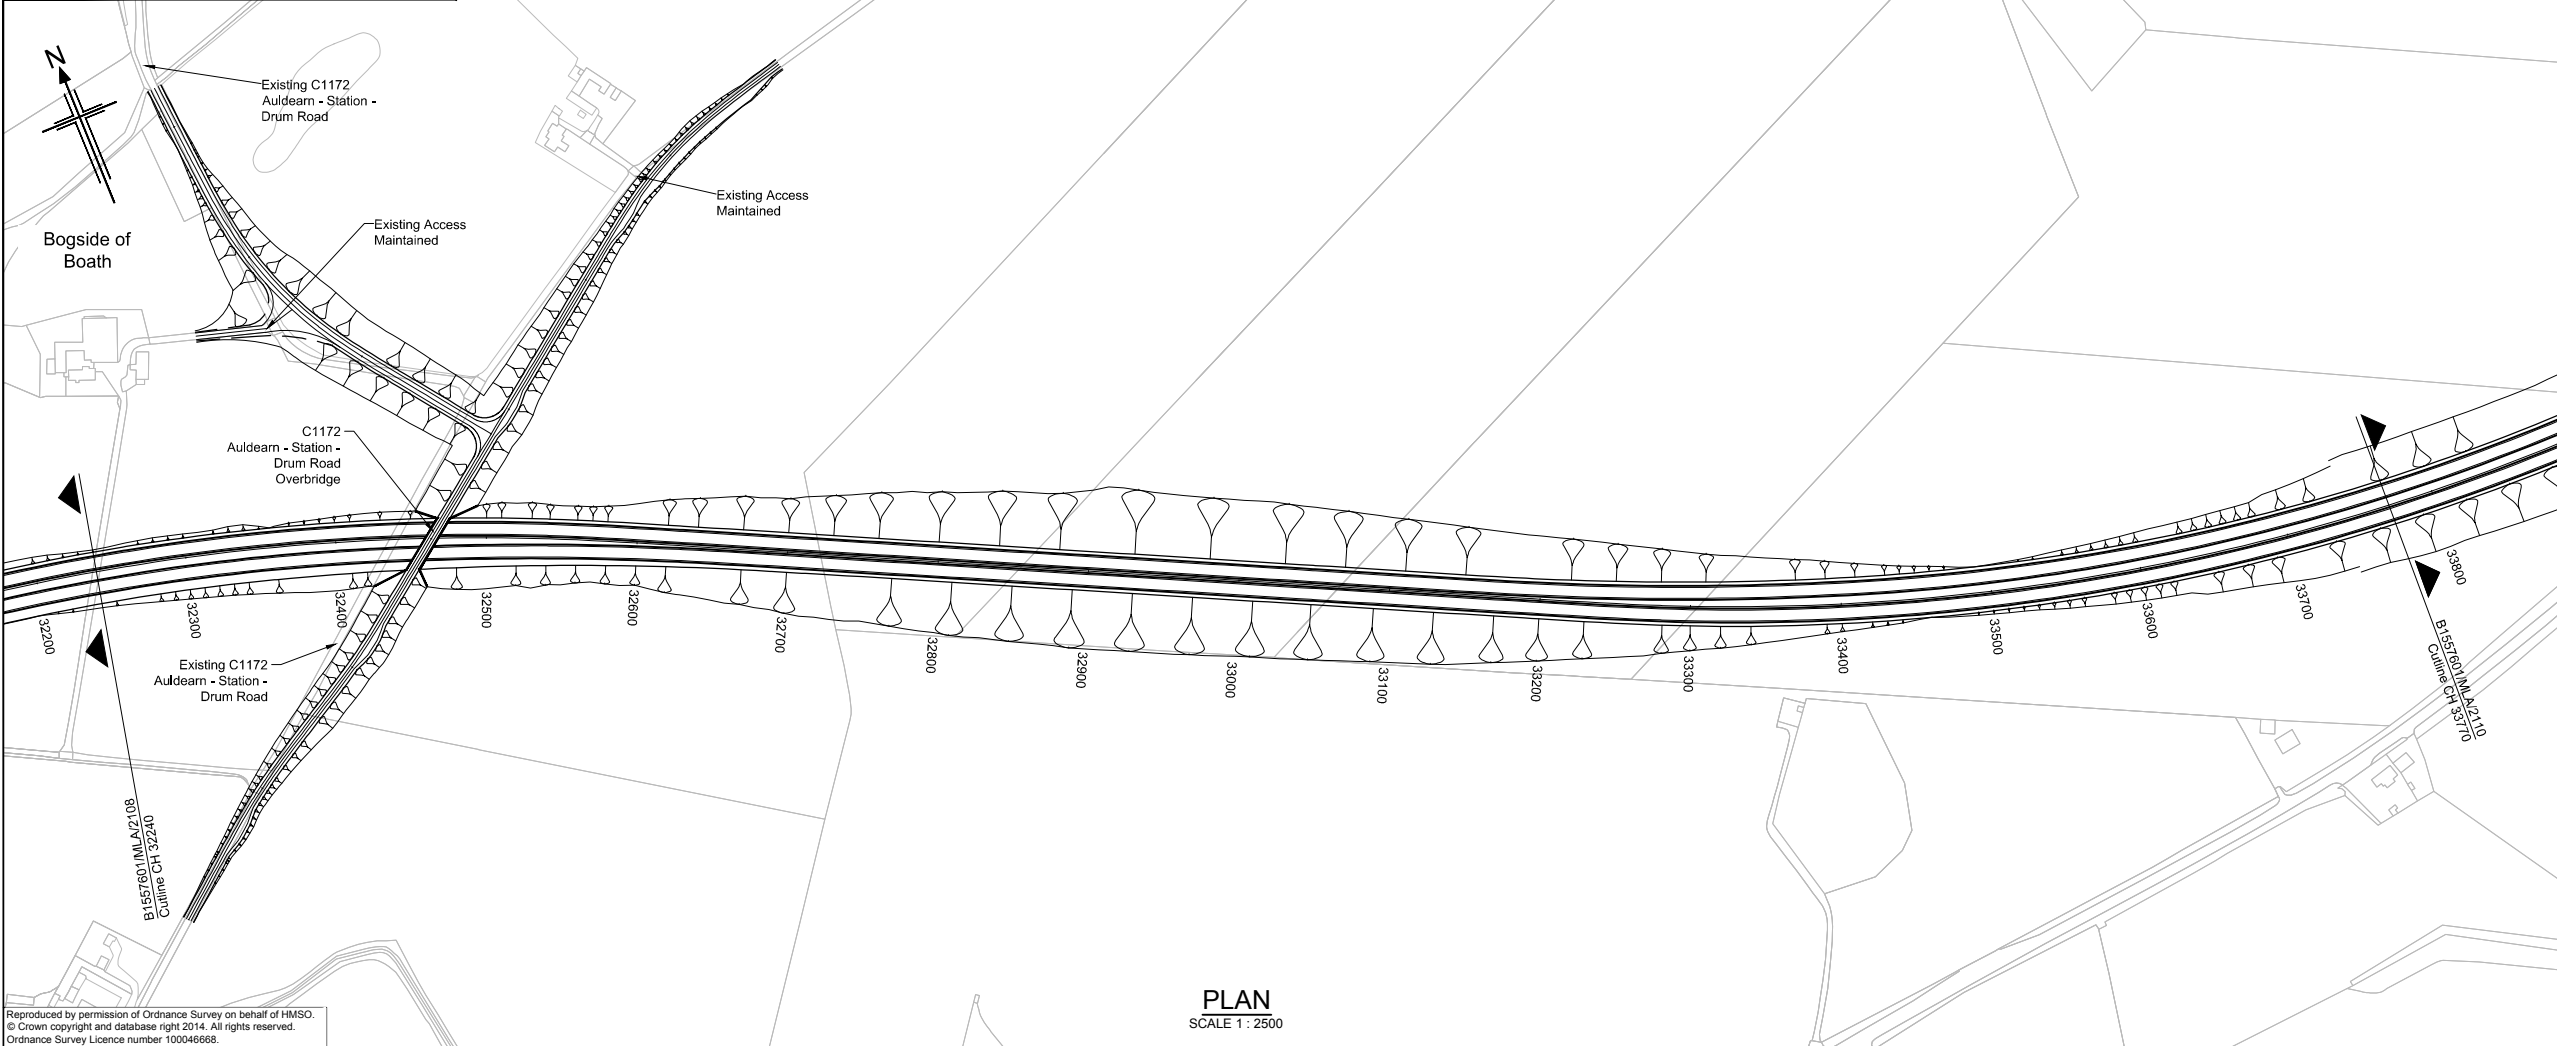 N
Existing C1172
Auldearn - Station -
Drum Road
Existing Access
Maintained
Existing Access
Maintained
Bogside of
Boath
C1172
Auldearn - Station -
Drum Road
Overbridge
Existing C1172
Auldearn - Station -
Drum Road
32200
32300
32400
32500
32600
32700
32800
32900
33000
33100
33200
33300
33400
33500
33600
33700
33800
B1557601/MLA/2108
Cutline CH 32240
B1557601/MLA/2110
Cutline CH 33770
PLAN
SCALE 1 : 2500
Reproduced by permission of Ordnance Survey on behalf of HMSO.
© Crown copyright and database right 2014. All rights reserved.
Ordnance Survey Licence number 100046668.